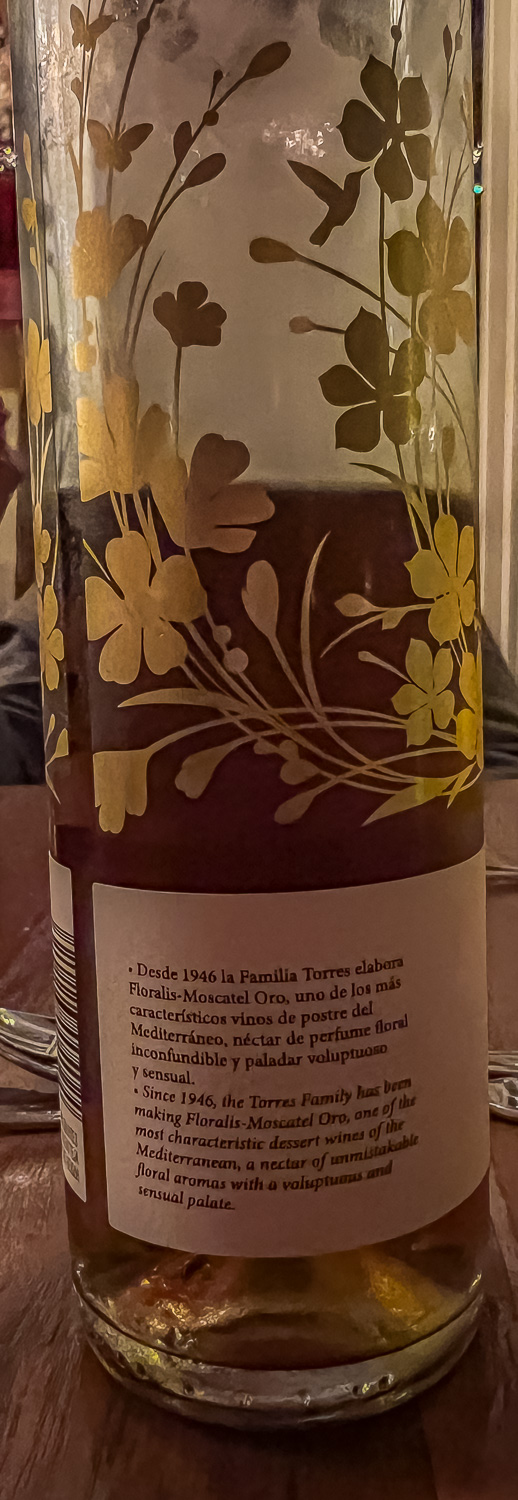 • Desde 1946 la Familia Torres elabora
Floralis-Moscatel Oro, uno de los más
característicos vinos de postre del
Mediterráneo, néctar de perfume floral
inconfundible y paladar voluptuoso
y sensual.
• Since 1946, the Torres Family has been
making Floralis-Moscatel Oro, one of the
most characteristic dessert wines of the
Mediterranean, a nectar of unmistakable
floral aromas with a voluptuous and
sensual palate.